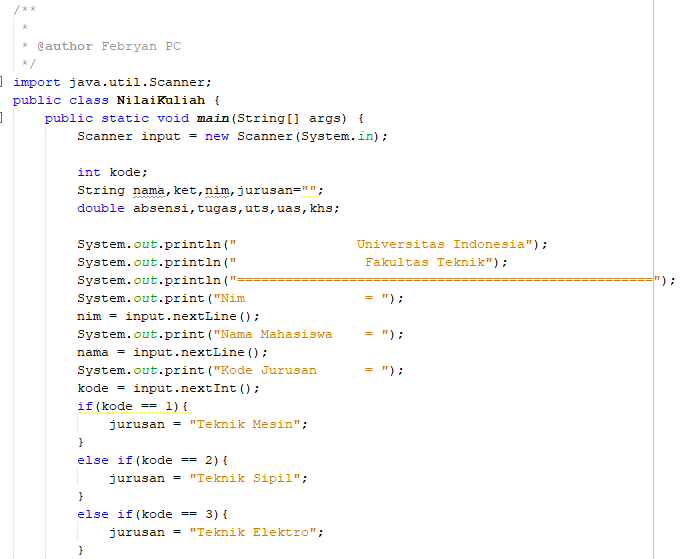 /**
 *
 * @author Febryan PC
 */
import java.util.Scanner;
public class NilaiKuliah {
    public static void main(String[] args) {
        Scanner input = new Scanner(System.in);

        int kode;
        String nama,ket,nim,jurusan="";
        double absensi,tugas,uts,uas,khs;

        System.out.println("               Universitas Indonesia");
        System.out.println("                Fakultas Teknik");
        System.out.println("====================================================");
        System.out.print("Nim               = ");
        nim = input.nextLine();
        System.out.print("Nama Mahasiswa    = ");
        nama = input.nextLine();
        System.out.print("Kode Jurusan      = ");
        kode = input.nextInt();
        if(kode == 1){
            jurusan = "Teknik Mesin";
        }
        else if(kode == 2){
            jurusan = "Teknik Sipil";
        }
        else if(kode == 3){
            jurusan = "Teknik Elektro";
        }